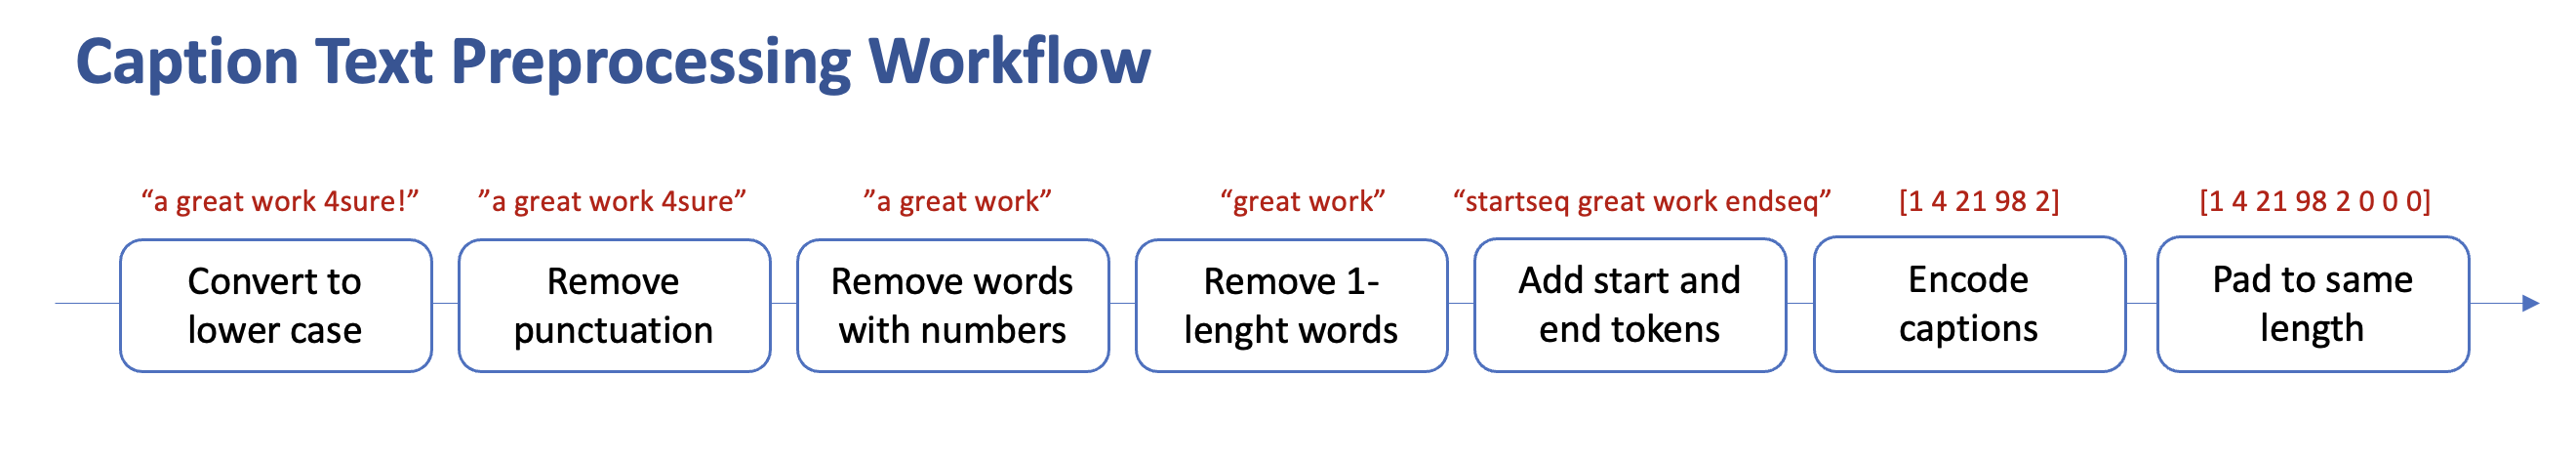 Caption Text Preprocessing Workflow
“a great work 4sure!”
”a great work 4sure”
”a great work”
“great work”
“startseq great work endseq”
[1 4 21 98 2]
[1 4 21 98 2 0 0 0]
Convert to
lower case
Remove
punctuation
Remove words
with numbers
Remove 1-
lenght words
Add start and
end tokens
Encode
captions
Pad to same
length